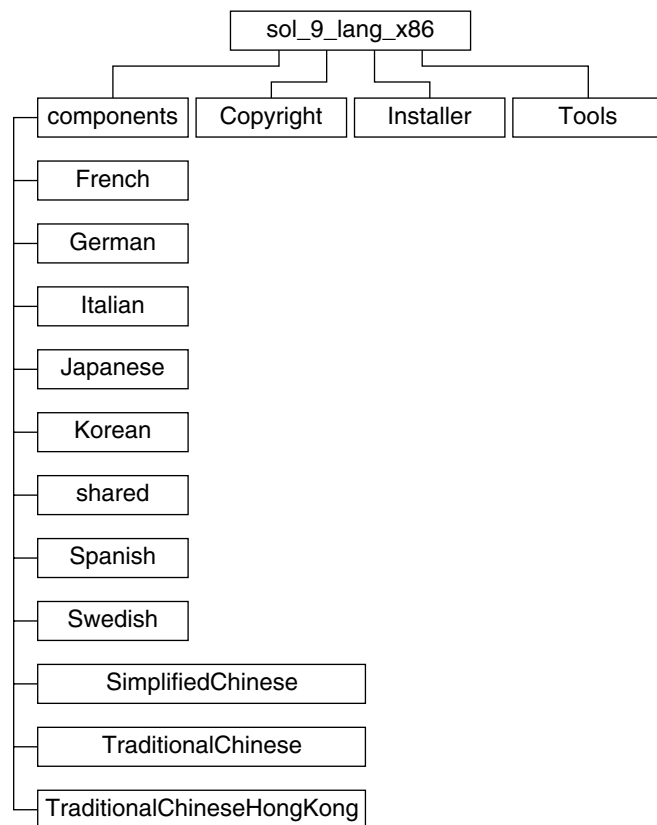 sol_9_lang_x86
components
Copyright
Installer
Tools
French
German
Italian
Japanese
Korean
shared
Spanish
Swedish
SimplifiedChinese
TraditionalChinese
TraditionalChineseHongKong